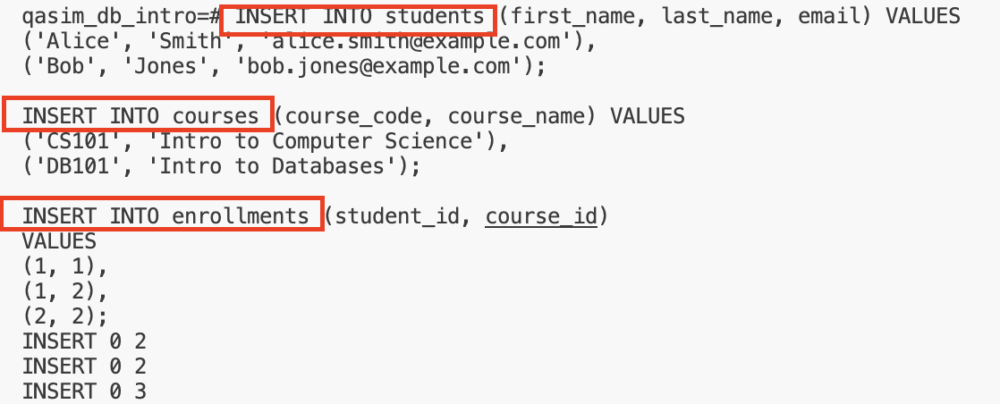 qasim_db_intro=# INSERT INTO students (first_name, last_name, email) VALUES
('Alice', 'Smith', 'alice.smith@example.com'),
('Bob', 'Jones', 'bob.jones@example.com');
INSERT INTO courses (course_code, course_name) VALUES
('CS101', 'Intro to Computer Science'),
('DB101', 'Intro to Databases');
INSERT INTO enrollments (student_id, course_id)
VALUES
(1, 1),
(1, 2),
(2, 2);
INSERT 0 2
INSERT 0 2
INSERT 0 3